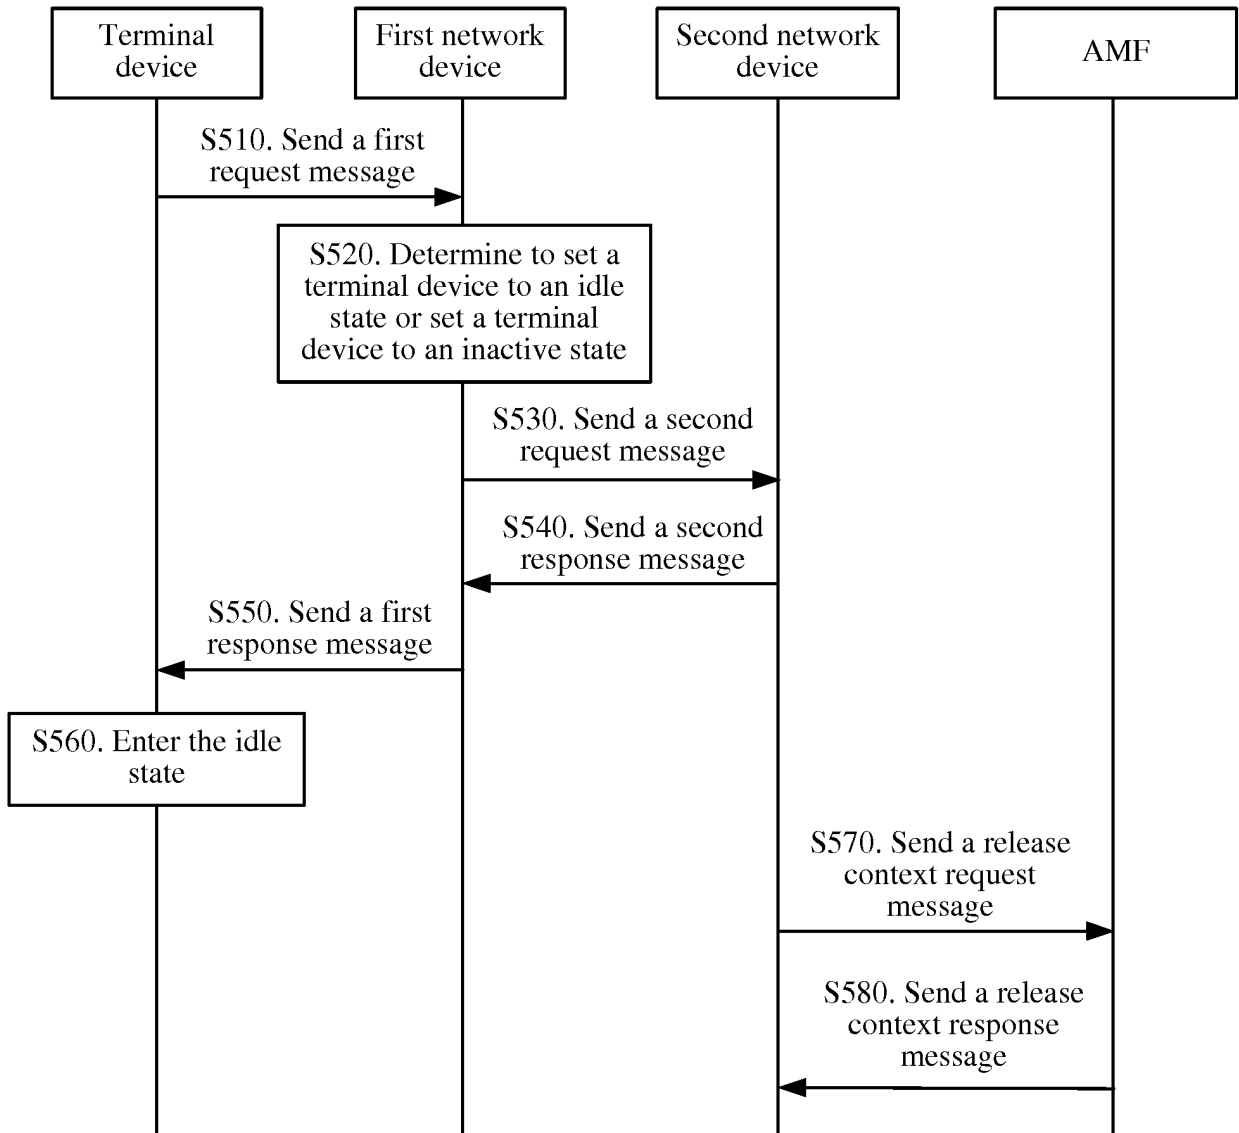 Terminal
device
First network
device
Second network
device
AMF
S510. Send a first
request message
S520. Determine to set a
terminal device to an idle
state or set a terminal
device to an inactive state
S530. Send a second
request message
S540. Send a second
response message
S550. Send a first
response message
S560. Enter the idle
state
S570. Send a release
context request
message
S580. Send a release
context response
message